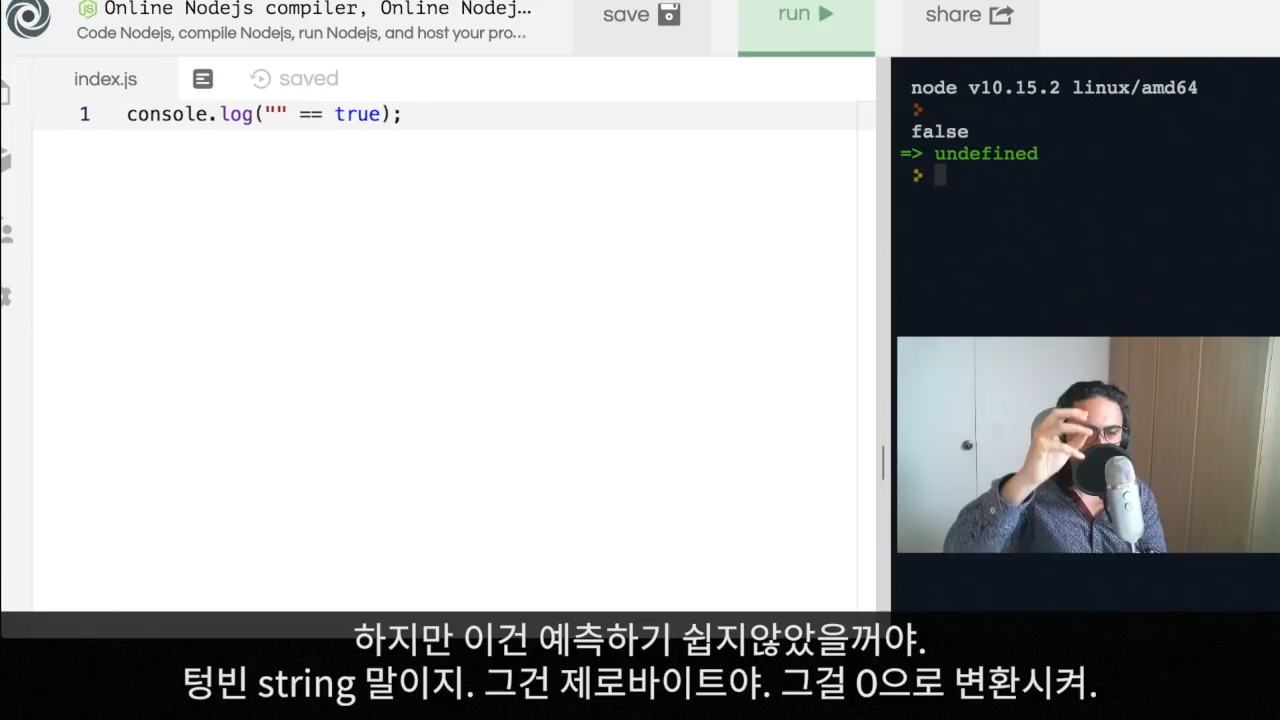 Online Nodejs compiler, Online Nodej...
Code Nodejs, compile Nodejs, run Nodejs, and host your pro...
save
run
share
index.js
saved
1 console.log("" == true);
node v10.15.2 linux/amd64
>
false
=> undefined
>
하지만 이건 예측하기 쉽지않았을꺼야.
텅빈 string 말이지. 그건 제로바이트야. 그걸 0으로 변환시켜.